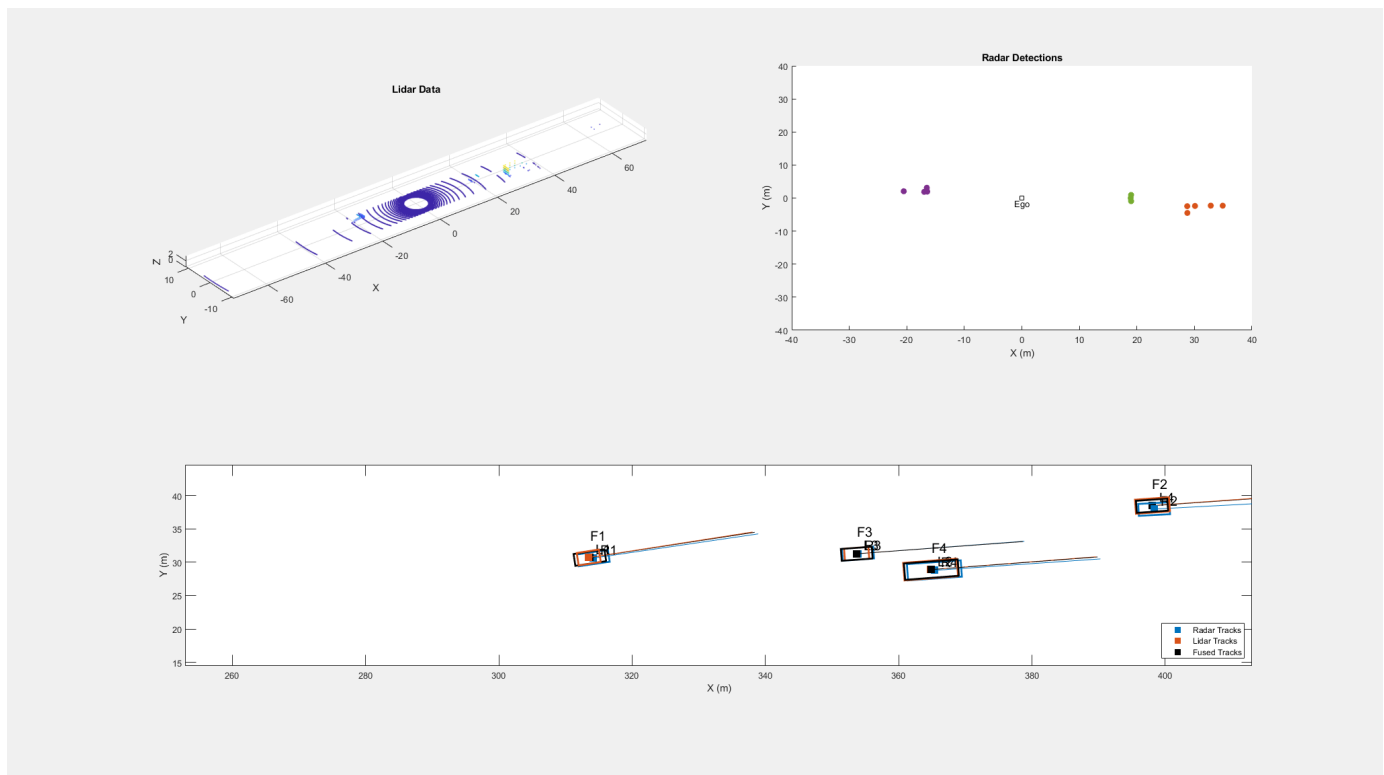 Lidar Data
Z
2
0
10
0
-10
Y
-60
-40
-20
0
20
40
60
X
Radar Detections
40
30
20
10
0
-10
-20
-30
-40
Y (m)
Ego
-40
-30
-20
-10
0
10
20
30
40
X (m)
40
35
30
25
20
15
Y (m)
F1
F3
F4
F2
260
280
300
320
340
360
380
400
X (m)
Radar Tracks
Lidar Tracks
Fused Tracks